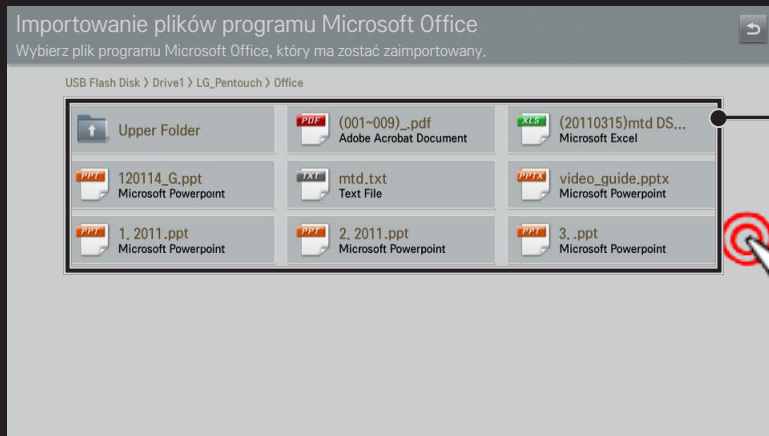 Importowanie plików programu Microsoft Office
Wybierz plik programu Microsoft Office, który ma zostać zaimportowany.
USB Flash Disk > Drive1 > LG_Pentouch > Office
Upper Folder
PDF
(001~009)_.pdf
Adobe Acrobat Document
XLS
(20110315)mtd DS...
Microsoft Excel
PPT
120114_G.ppt
Microsoft Powerpoint
TXT
mtd.txt
Text File
PPTX
video_guide.pptx
Microsoft Powerpoint
PPT
1. 2011.ppt
Microsoft Powerpoint
PPT
2. 2011.ppt
Microsoft Powerpoint
PPT
3. .ppt
Microsoft Powerpoint